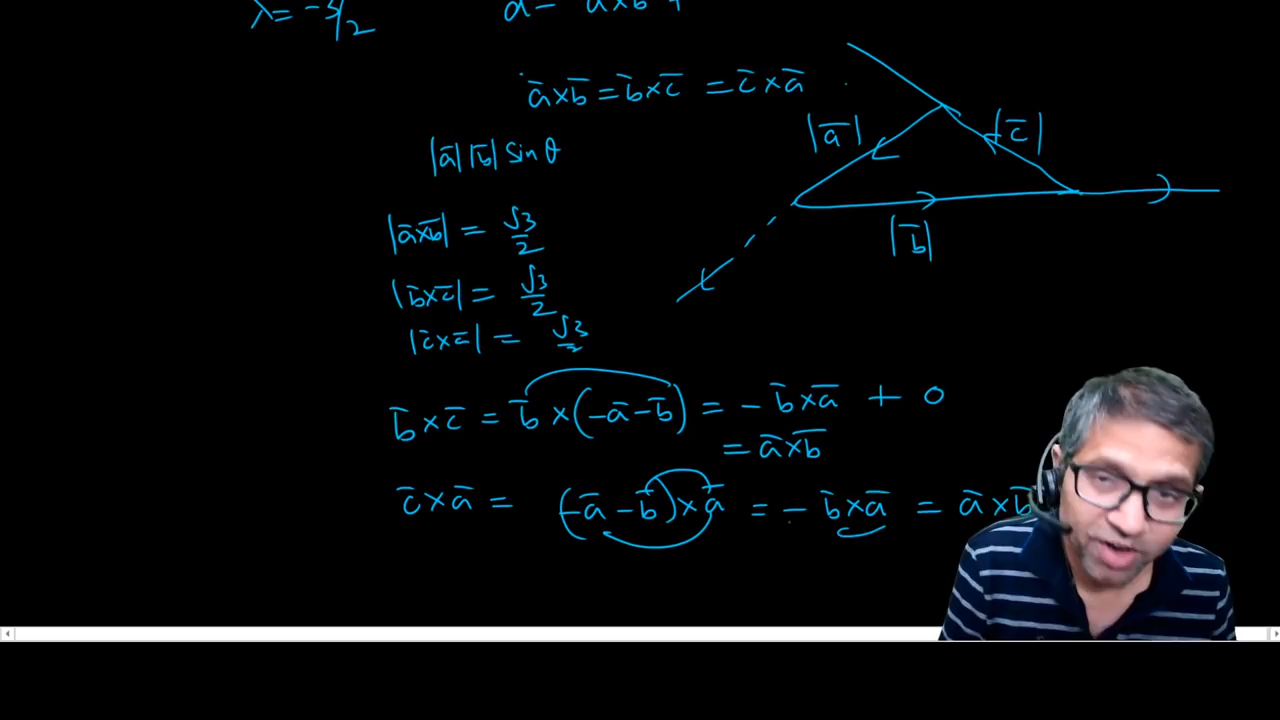 λ = -3/2
d = a̅×b̅ +
a̅×b̅ = b̅×c̅ = c̅×a̅
|a̅| |b̅| sin θ
|a̅|
|c̅|
|b̅|
|a̅×b̅| = √3/2
|b̅×c̅| = √3/2
= √3/2
b̅×c̅ = b̅×(-a̅-b̅) = -b̅×a̅ + 0
= a̅×b̅
c̅×a̅ = (-a̅-b̅)×a̅ = -b̅×a̅ = a̅×b̅